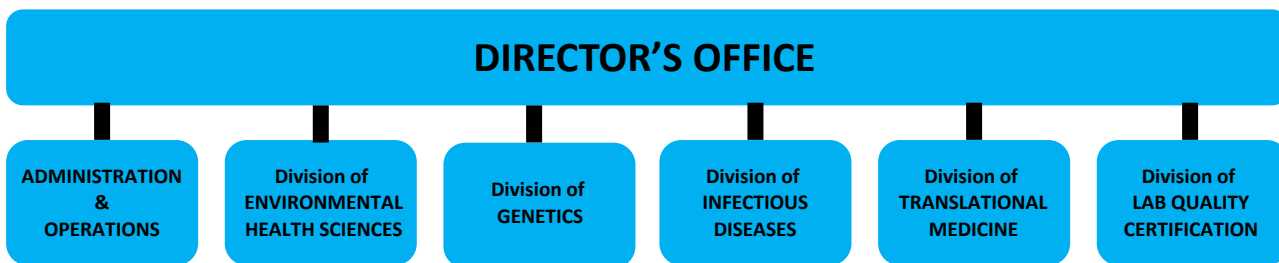 DIRECTOR’S OFFICE
ADMINISTRATION
&
OPERATIONS
Division of
ENVIRONMENTAL
HEALTH SCIENCES
Division of
GENETICS
Division of
INFECTIOUS
DISEASES
Division of
TRANSLATIONAL
MEDICINE
Division of
LAB QUALITY
CERTIFICATION